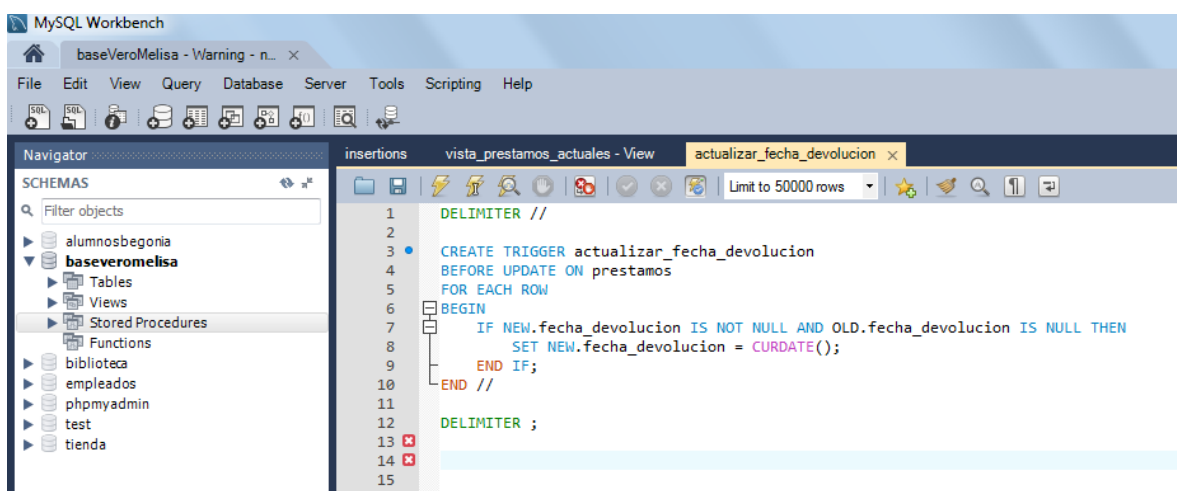 MySQL Workbench
baseVeroMelisa - Warning - n... ×
File Edit View Query Database Server Tools Scripting Help
Navigator
SCHEMAS
Filter objects
alumnosbegonia
baseveromelisa
Tables
Views
Stored Procedures
Functions
biblioteca
empleados
phpmyadmin
test
tienda
insertions vista_prestamos_actuales - View actualizar_fecha_devolucion ×
Limit to 50000 rows
1 DELIMITER //
2
3 CREATE TRIGGER actualizar_fecha_devolucion
4 BEFORE UPDATE ON prestamos
5 FOR EACH ROW
6 BEGIN
7 IF NEW.fecha_devolucion IS NOT NULL AND OLD.fecha_devolucion IS NULL THEN
8 SET NEW.fecha_devolucion = CURDATE();
9 END IF;
10 END //
11
12 DELIMITER ;
13
14
15